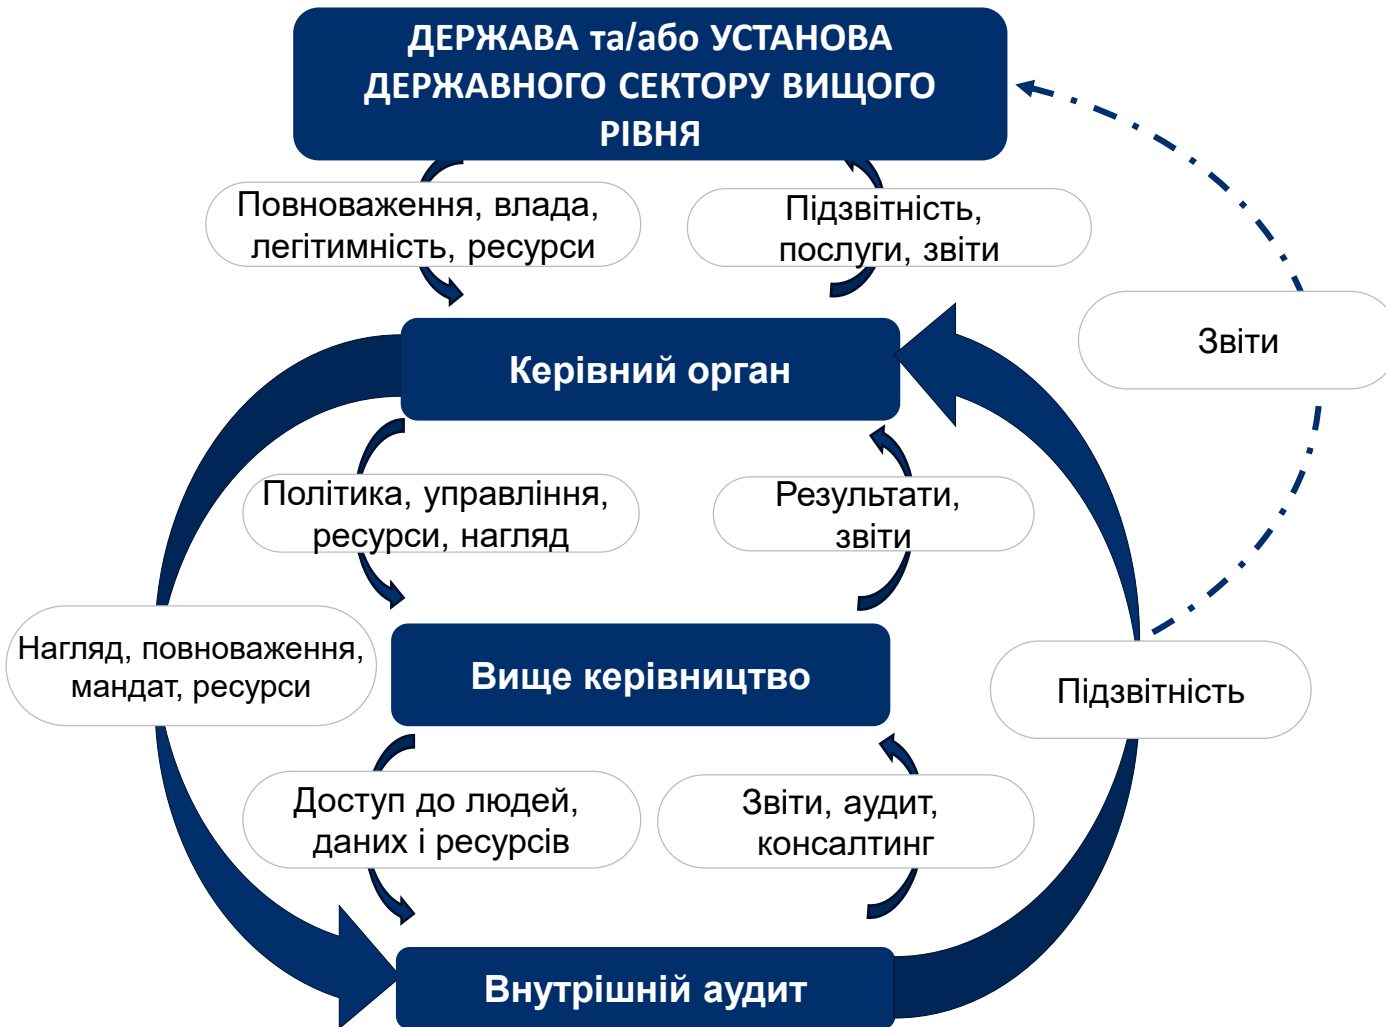 ДЕРЖАВА та/або УСТАНОВА
ДЕРЖАВНОГО СЕКТОРУ ВИЩОГО
РІВНЯ
Повноваження, влада,
легітимність, ресурси
Підзвітність,
послуги, звіти
Звіти
Керівний орган
Політика, управління,
ресурси, нагляд
Результати,
звіти
Нагляд, повноваження,
мандат, ресурси
Вище керівництво
Підзвітність
Доступ до людей,
даних і ресурсів
Звіти, аудит,
консалтинг
Внутрішній аудит